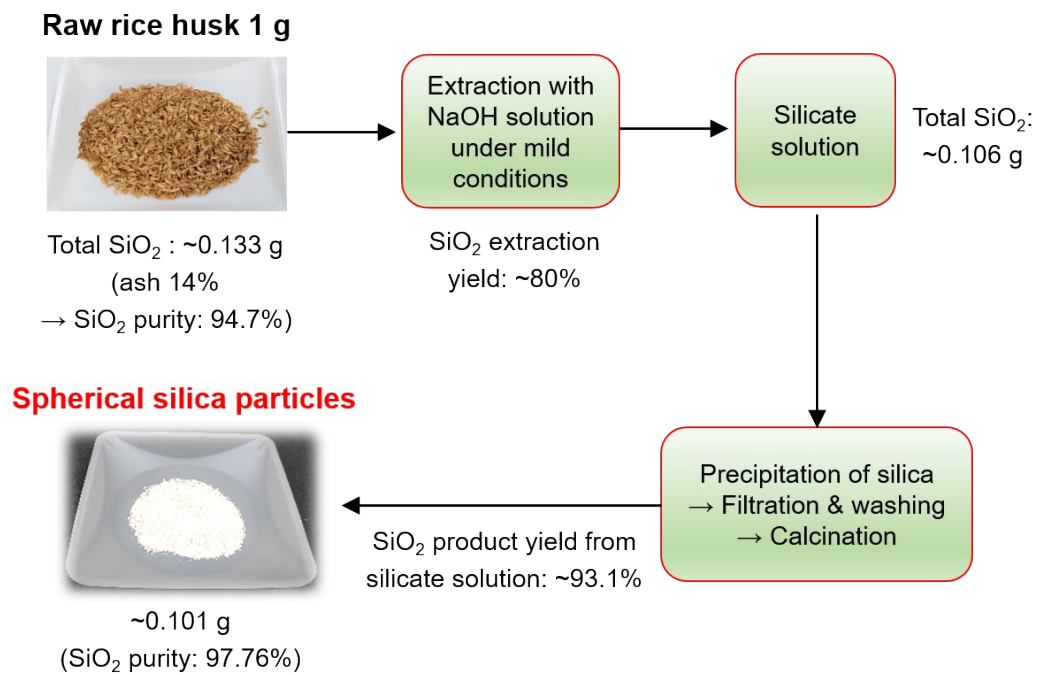 Raw rice husk 1 g
Extraction with
NaOH solution
under mild
conditions
Silicate
solution
Total SiO₂:
~0.106 g
Total SiO₂ : ~0.133 g
(ash 14%
→ SiO₂ purity: 94.7%)
SiO₂ extraction
yield: ~80%
Spherical silica particles
Precipitation of silica
→ Filtration & washing
→ Calcination
SiO₂ product yield from
silicate solution: ~93.1%
~0.101 g
(SiO₂ purity: 97.76%)